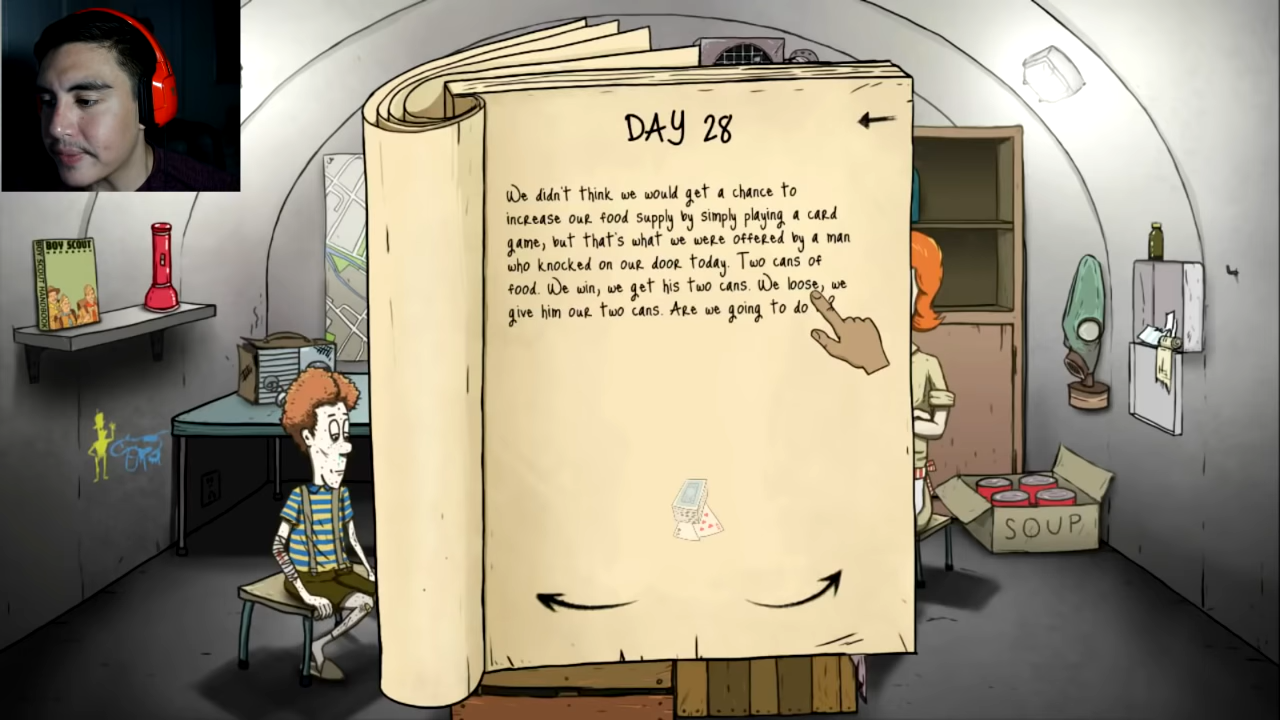 DAY 28
We didn't think we would get a chance to
increase our food supply by simply playing a card
game, but that's what we were offered by a man
who knocked on our door today. Two cans of
food. We win, we get his two cans. We loose, we
give him our two cans. Are we going to do
BOY SCOUT
BOY SCOUT HANDBOOK
SOUP